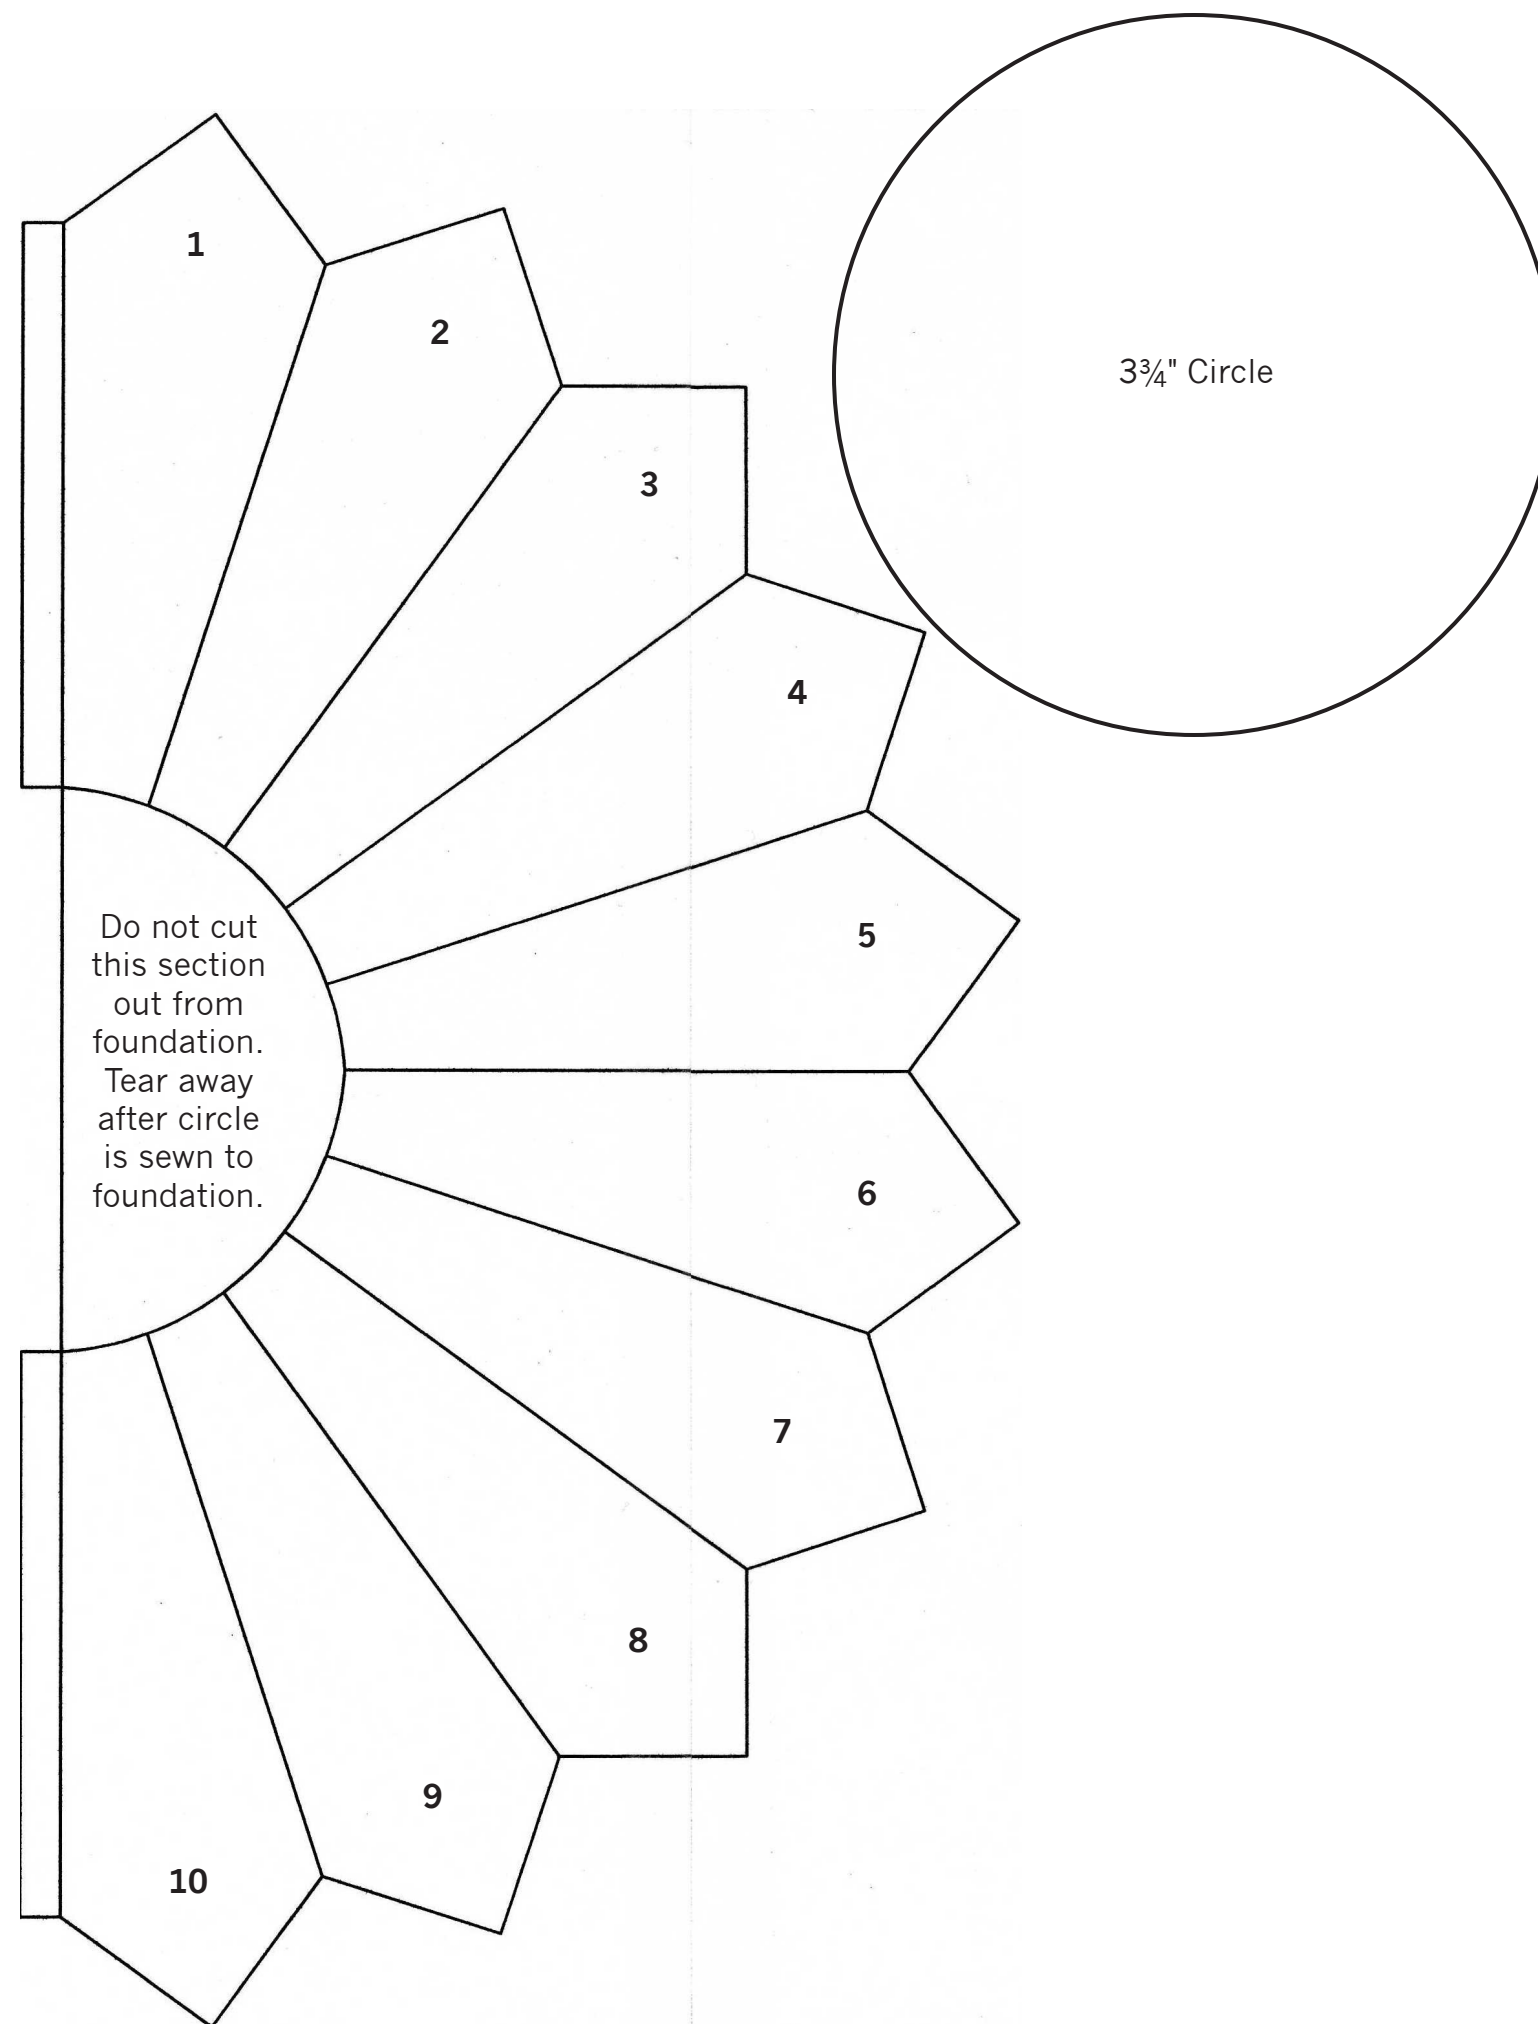 3¾" Circle
1
2
3
4
5
Do not cut
this section
out from
foundation.
Tear away
after circle
is sewn to
foundation.
6
7
8
9
10